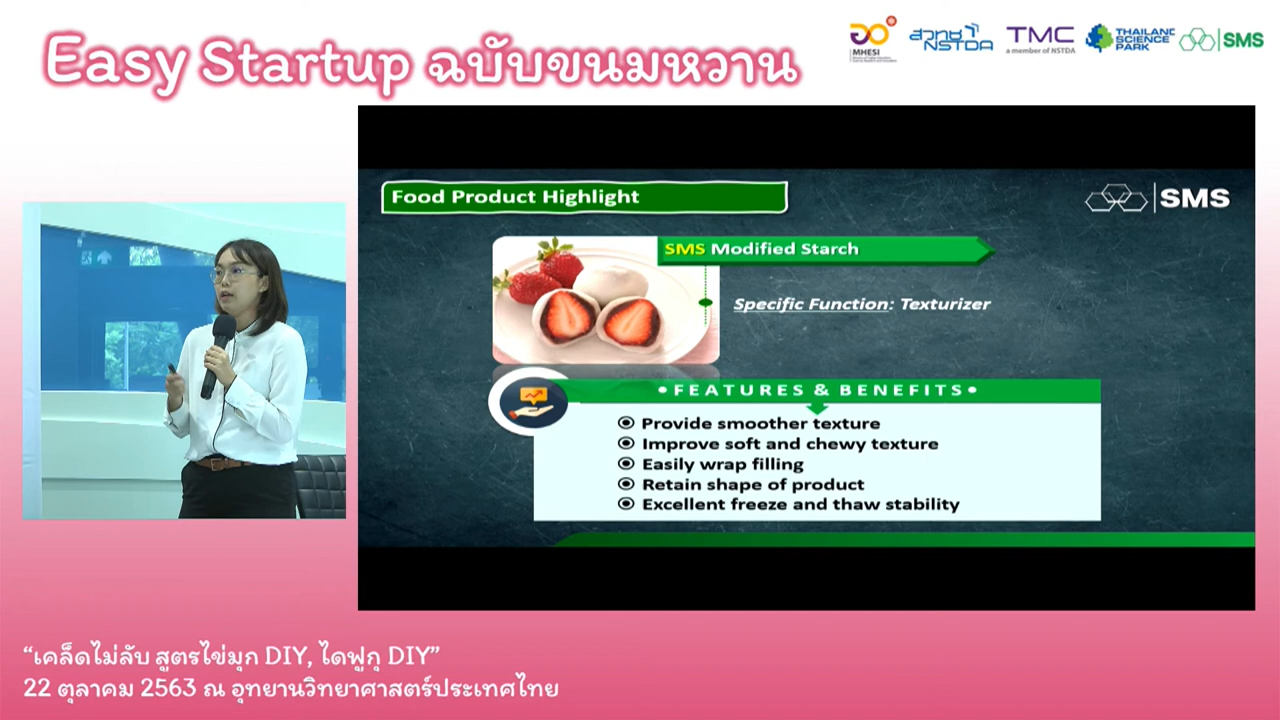 Easy Startup ฉบับขนมหวาน
MHESI
สวทช
NSTDA
TMC
a member of NSTDA
THAILAND
SCIENCE
PARK
SMS
Food Product Highlight
SMS
SMS Modified Starch
Specific Function: Texturizer
•FEATURES & BENEFITS•
Provide smoother texture
Improve soft and chewy texture
Easily wrap filling
Retain shape of product
Excellent freeze and thaw stability
“เคล็ดไม่ลับ สูตรไข่มุก DIY, ไดฟูกุ DIY”
22 ตุลาคม 2563 ณ อุทยานวิทยาศาสตร์ประเทศไทย